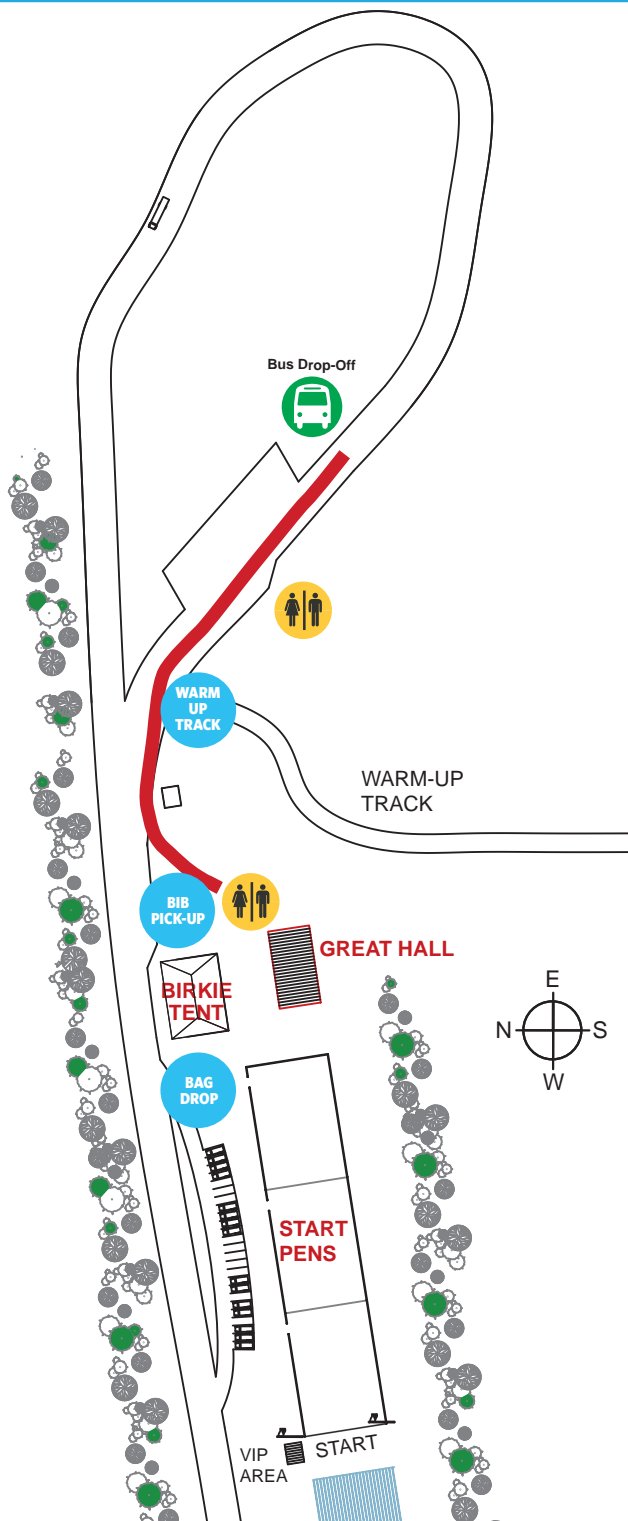 Bus Drop-Off
WARM
UP
TRACK
WARM-UP
TRACK
BIB
PICK-UP
GREAT HALL
BIRKIE
TENT
E
N
S
W
BAG
DROP
START
PENS
VIP
AREA
START